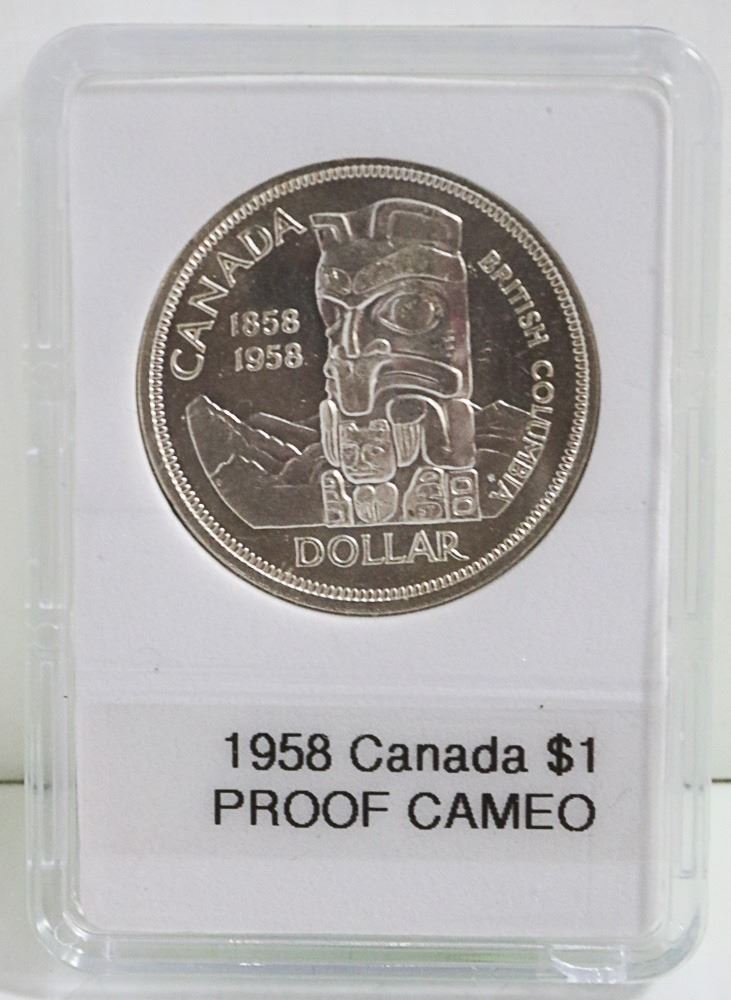 CANADA
1858
1958
BRITISH COLUMBIA
DOLLAR
1958 Canada $1
PROOF CAMEO